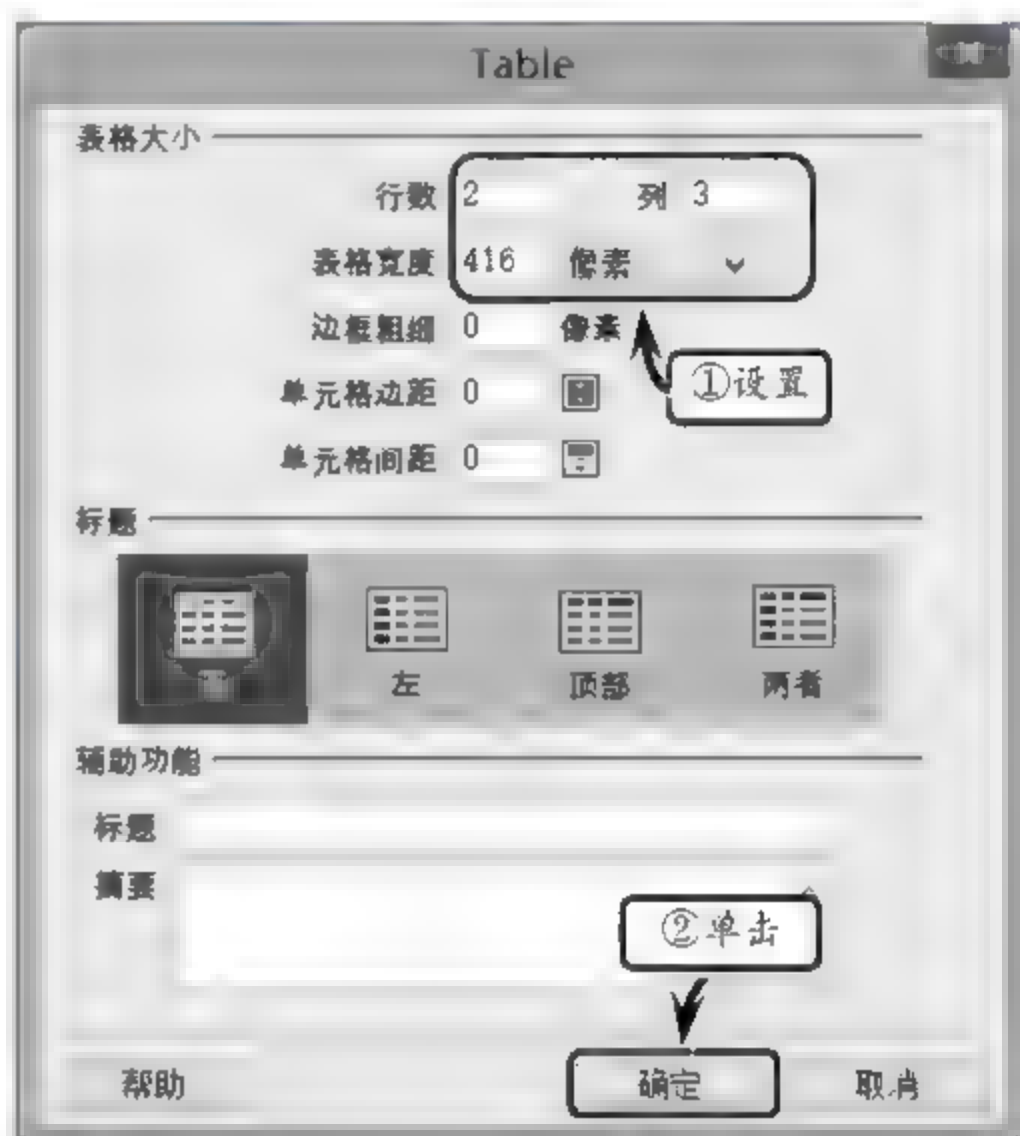 Table
表格大小
行数 2 列 3
表格宽度 416 像素
边框粗细 0 像素
①设置
单元格边距 0
单元格间距 0
标题
左 顶部 两者
辅助功能
标题
摘要
②单击
帮助 确定 取消